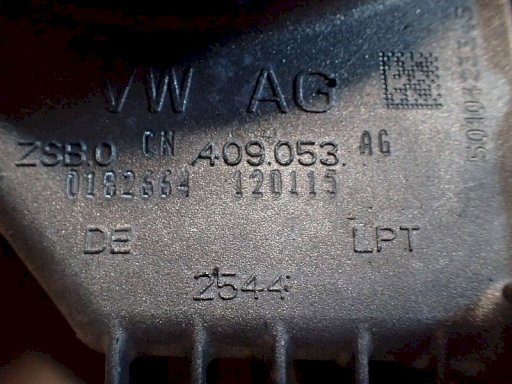 VW AG
ZSB.0 CN 409.053. AG
0182664 120115
DE LPT
2544